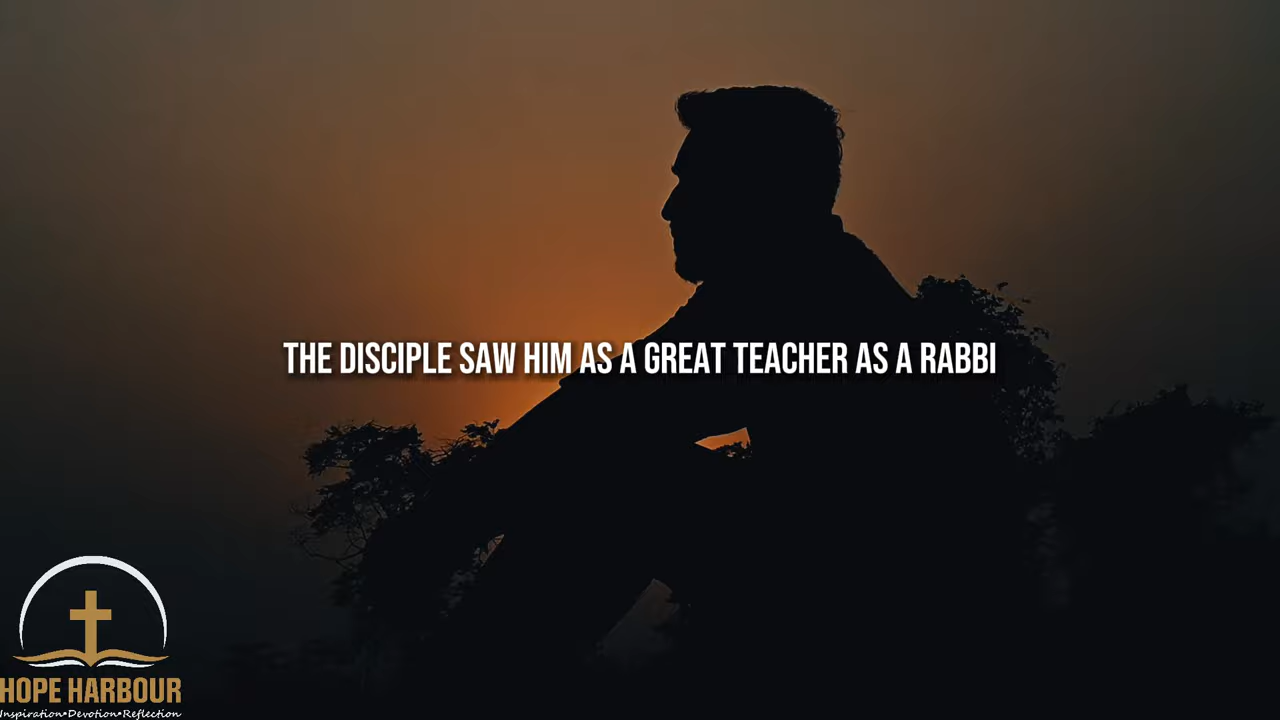 THE DISCIPLE SAW HIM AS A GREAT TEACHER AS A RABBI
HOPE HARBOUR
Inspiration•Devotion•Reflection